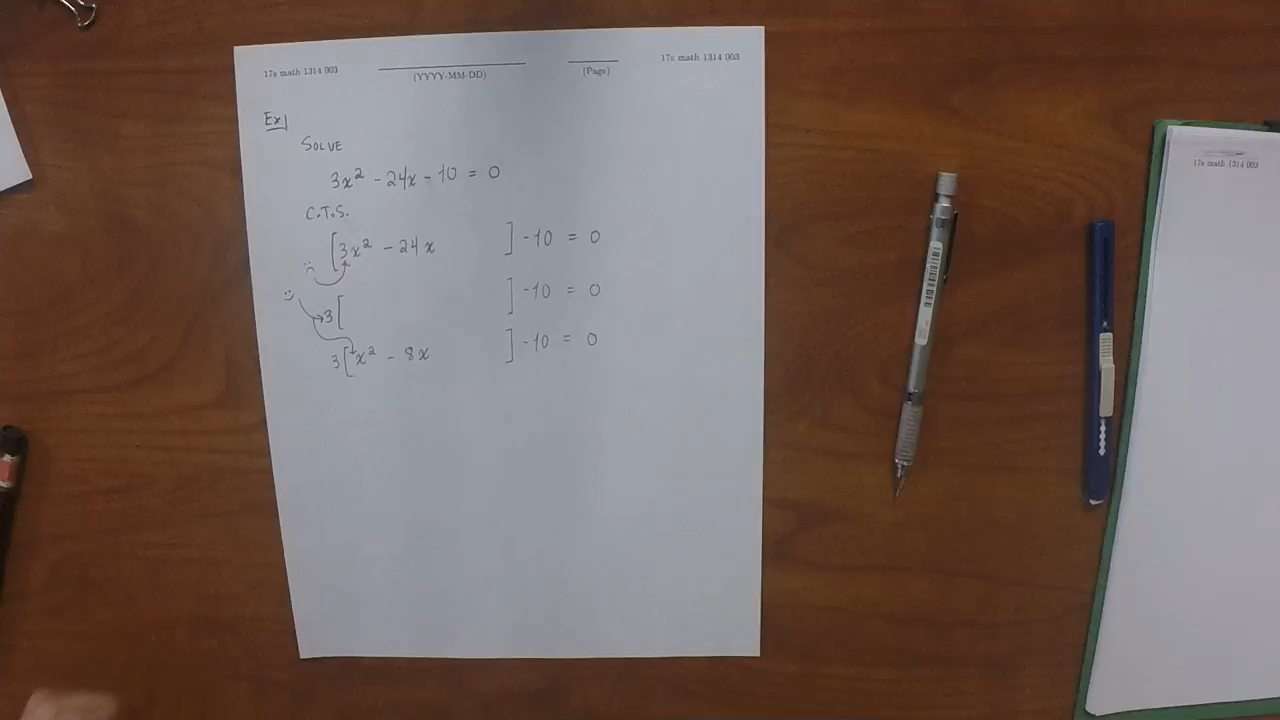 17s math 1314 003 (YYYY-MM-DD) (Page) 17s math 1314 003
Ex1
SOLVE
3x² - 24x - 10 = 0
C.T.S.
[3x² - 24x ] - 10 = 0
3[ ] - 10 = 0
3[x² - 8x ] - 10 = 0
17s math 1314 003